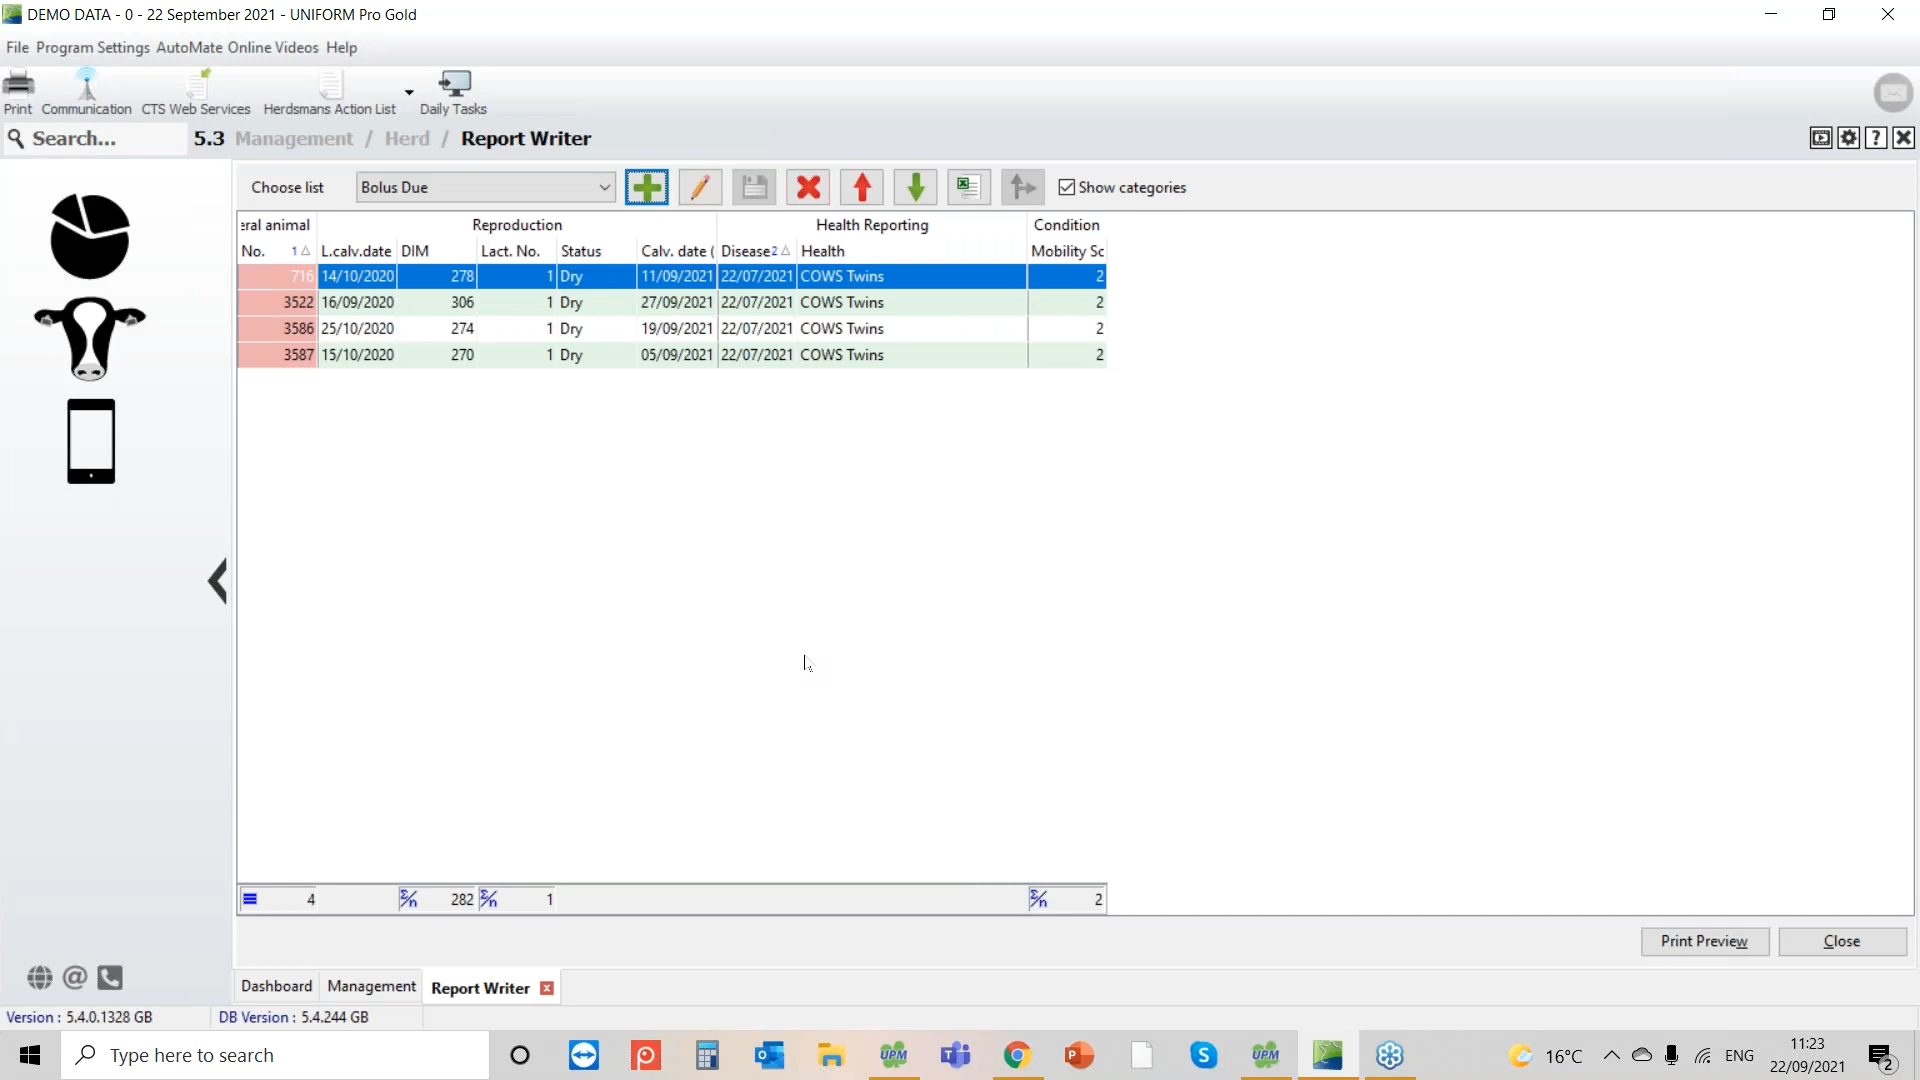 DEMO DATA - 0 - 22 September 2021 - UNIFORM Pro Gold
File Program Settings AutoMate Online Videos Help
Print Communication CTS Web Services Herdsmans Action List Daily Tasks
Search... 5.3 Management / Herd / Report Writer
Choose list Bolus Due Show categories
eral animal Reproduction Health Reporting Condition
No. 1 L.calv.date DIM Lact. No. Status Calv. date ( Disease 2 Health Mobility Sc
716 14/10/2020 278 1 Dry 11/09/2021 22/07/2021 COWS Twins 2
3522 16/09/2020 306 1 Dry 27/09/2021 22/07/2021 COWS Twins 2
3586 25/10/2020 274 1 Dry 19/09/2021 22/07/2021 COWS Twins 2
3587 15/10/2020 270 1 Dry 05/09/2021 22/07/2021 COWS Twins 2
4 Σ/n 282 Σ/n 1 Σ/n 2
Print Preview Close
Dashboard Management Report Writer
Version : 5.4.0.1328 GB DB Version : 5.4.244 GB
Type here to search UPM UPM 16°C ENG 11:23
22/09/2021 2